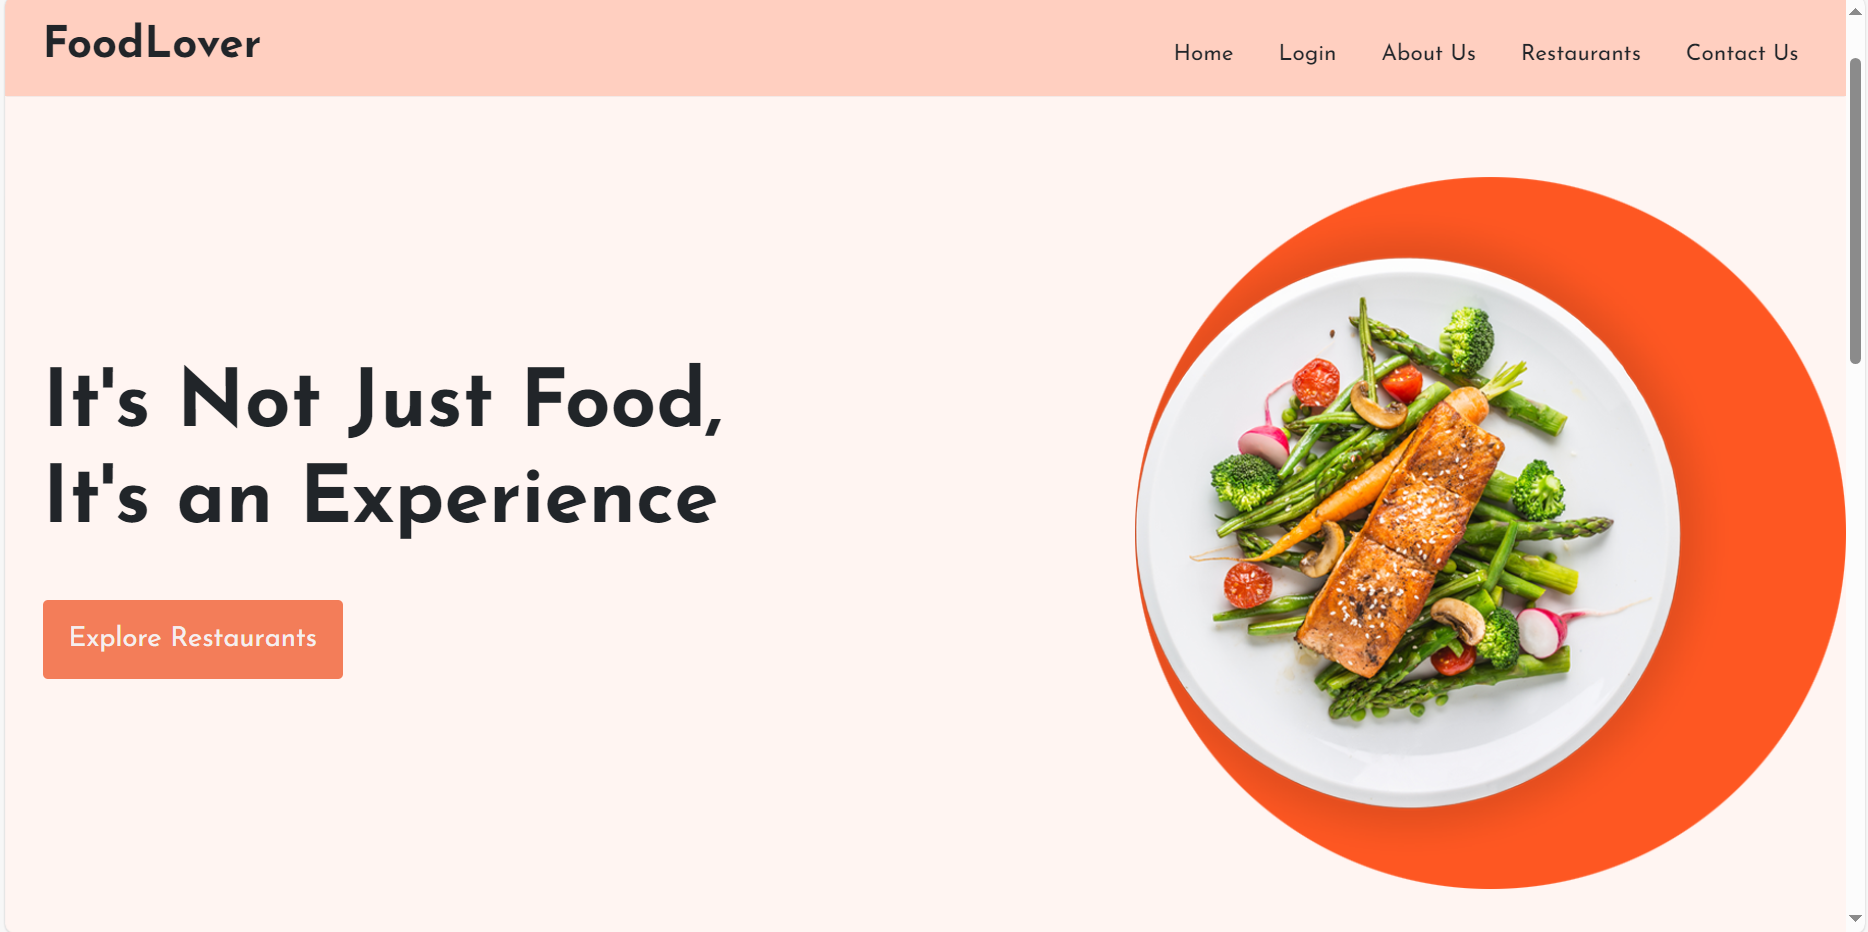 FoodLover
Home Login About Us Restaurants Contact Us
It's Not Just Food,
It's an Experience
Explore Restaurants